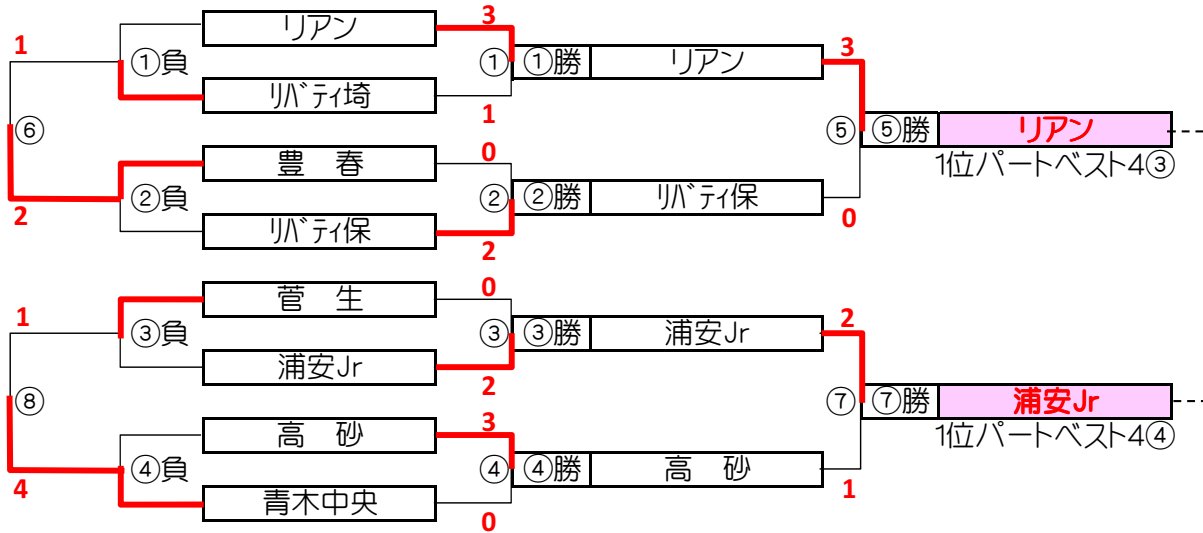 リアン 3
1 3
①負 ① ①勝 リアン
リバティ埼
1
⑥ ⑤ ⑤勝 リアン
0
豊 春 1位パートベスト4③
②負 ② ②勝 リバティ保
2 0
リバティ保
2
0
菅 生
1 2
③負 ③ ③勝 浦安Jr
浦安Jr
2
⑧ ⑦ ⑦勝 浦安Jr
3
高 砂 1位パートベスト4④
④負 ④ ④勝 高 砂
4 1
青木中央
0